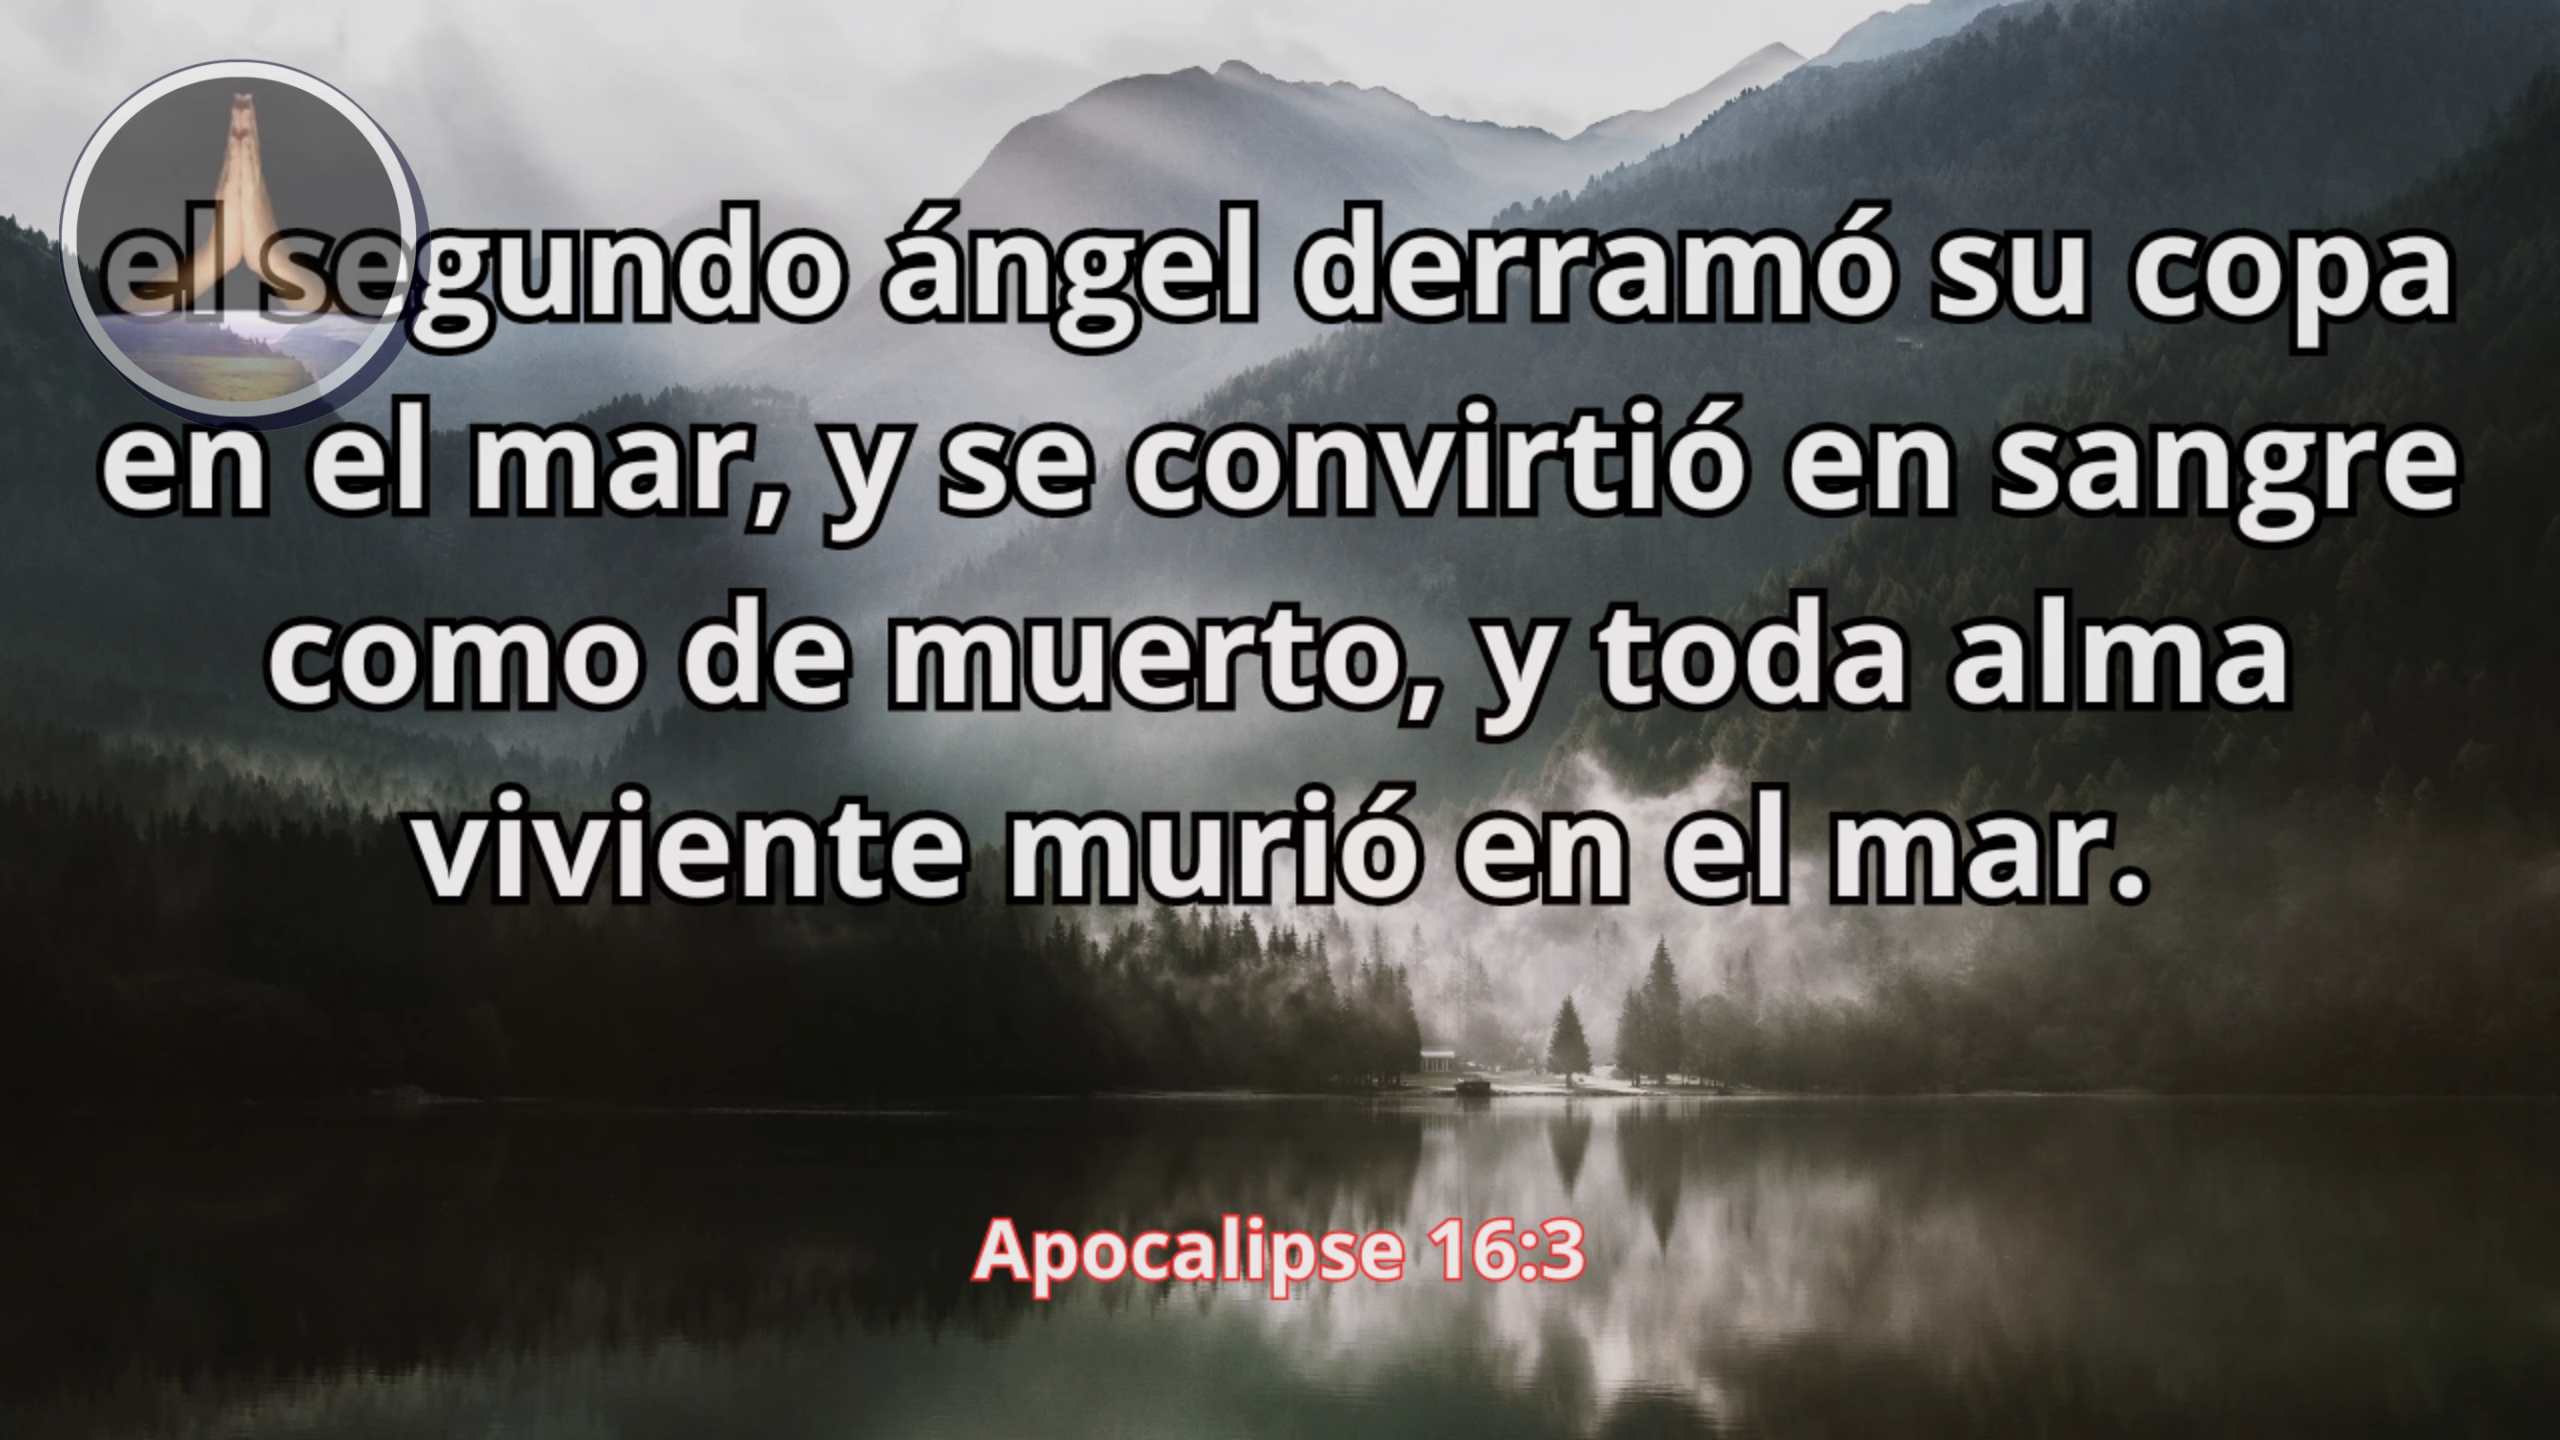 el segundo ángel derramó su copa
en el mar, y se convirtió en sangre
como de muerto, y toda alma
viviente murió en el mar.
Apocalipse 16:3